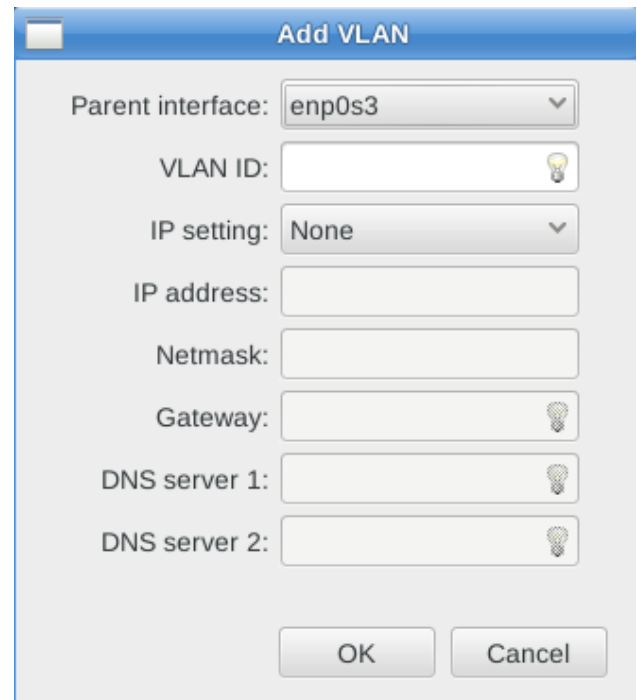 Add VLAN
Parent interface: enp0s3
VLAN ID:
IP setting: None
IP address:
Netmask:
Gateway:
DNS server 1:
DNS server 2:
OK Cancel